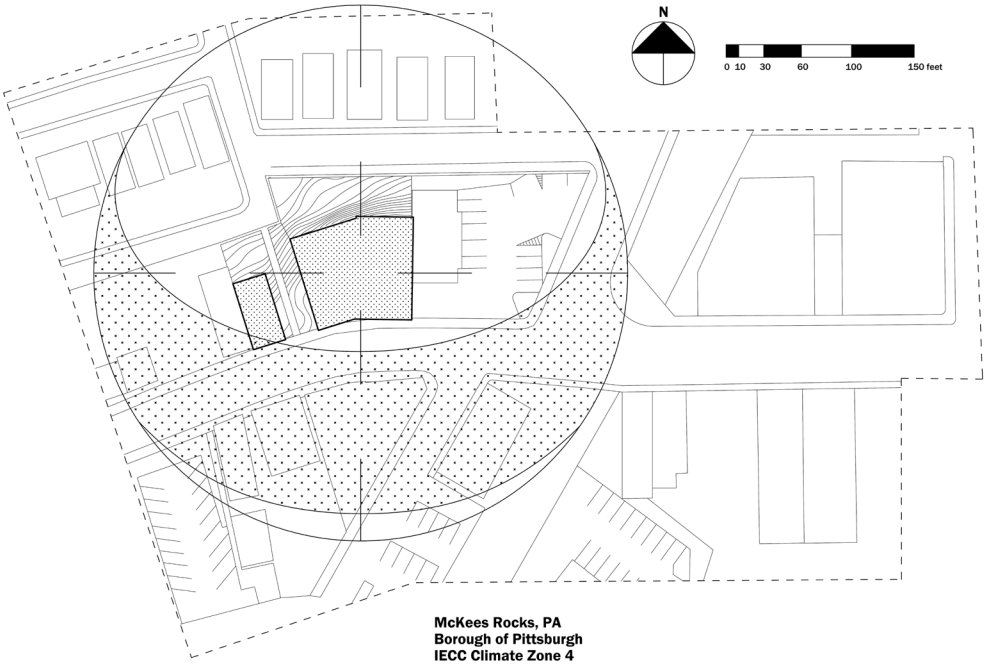 N
0 10 30 60 100 150 feet
McKees Rocks, PA
Borough of Pittsburgh
IECC Climate Zone 4